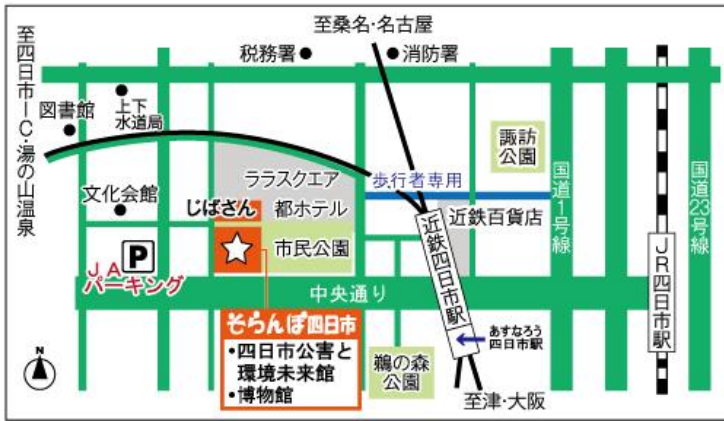 至桑名・名古屋
税務署
消防署
至四日市IC・湯の山温泉
図書館
上下
水道局
諏訪
公園
国道1号線
国道23号線
ララスクエア
歩行者専用
文化会館
じばさん
都ホテル
近鉄百貨店
P
市民公園
近鉄四日市駅
JR四日市駅
JA
パーキング
中央通り
そらんぽ四日市
・四日市公害と
環境未来館
・博物館
あすなろう
四日市駅
鵜の森
公園
N
至津・大阪